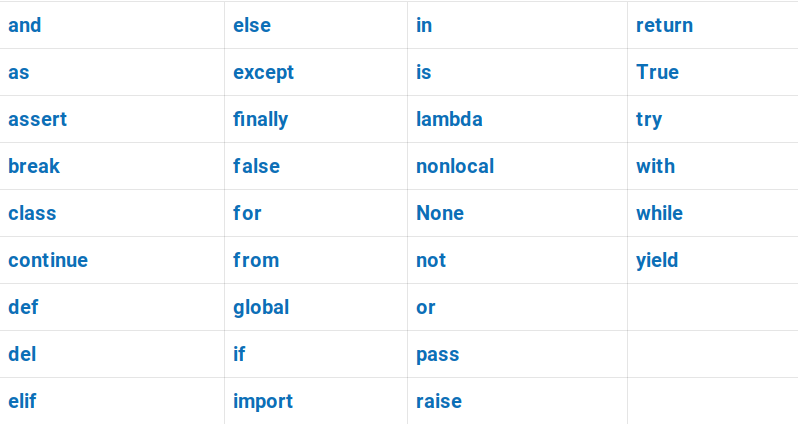 and else in return
as except is True
assert finally lambda try
break false nonlocal with
class for None while
continue from not yield
def global or
del if pass
elif import raise